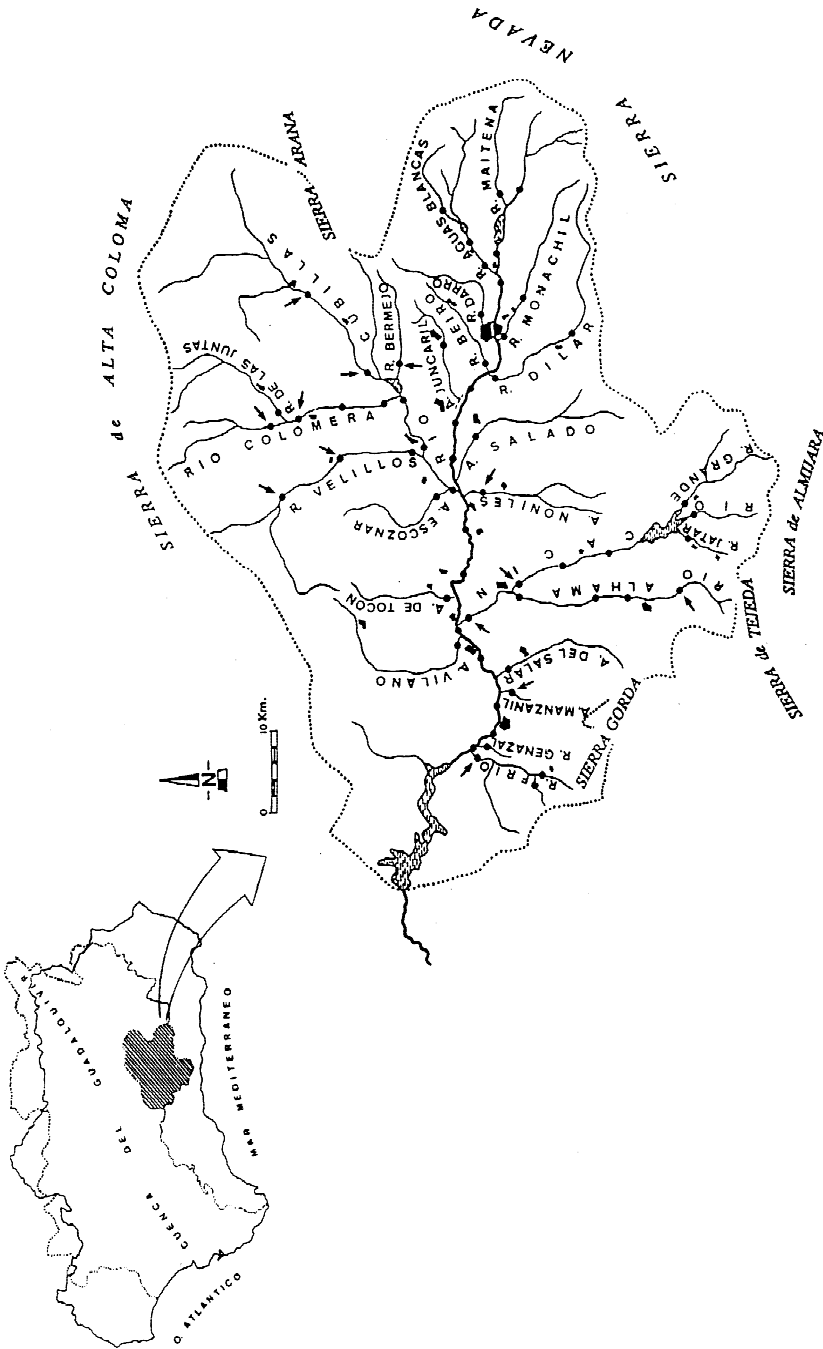 SIERRA NEVADA
SIERRA ARANA
SIERRA de ALTA COLOMA
R. MAITENA
R. AGUAS BLANCAS
R. MONACHIL
R. DARRO
R. BEIRO
R. DILAR
A. JUNCARIL
R. BERMEJO
RIO CUBILLAS
R. DE LAS JUNTAS
RIO COLOMERA
R. VELILLOS
A. SALADO
A. ESCOZNAR
A. NONILES
A. DE TOCON
A. VILANO
RIO CACIN
R. GRANDE
R. JATAR
RIO ALHAMA
SIERRA de ALMIJARA
SIERRA de TEJEDA
A. DEL SALAR
A. MANZANIL
R. GENAZAL
R. FRIO
SIERRA GORDA
N
0 10 Km.
CUENCA DEL GUADALQUIVIR
MAR MEDITERRANEO
O. ATLANTICO